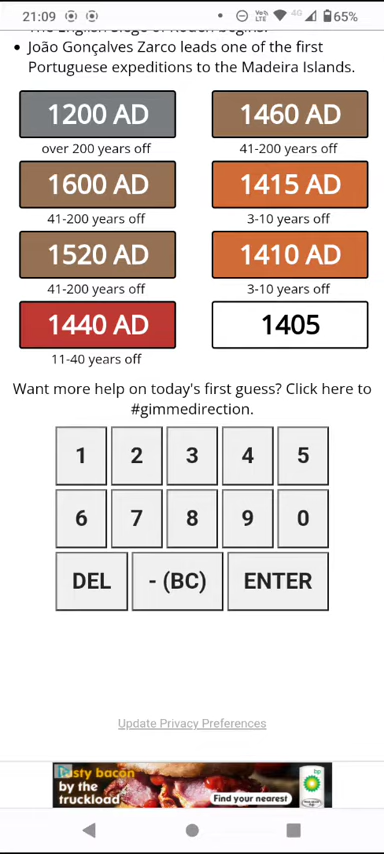 21:09
4G
65%
João Gonçalves Zarco leads one of the first
Portuguese expeditions to the Madeira Islands.
1200 AD
1460 AD
over 200 years off
41-200 years off
1600 AD
1415 AD
41-200 years off
3-10 years off
1520 AD
1410 AD
41-200 years off
3-10 years off
1440 AD
1405
11-40 years off
Want more help on today's first guess? Click here to
#gimmedirection.
1 2 3 4 5
6 7 8 9 0
DEL - (BC) ENTER
Update Privacy Preferences
sty bacon
by the
truckload
Find your nearest
bp